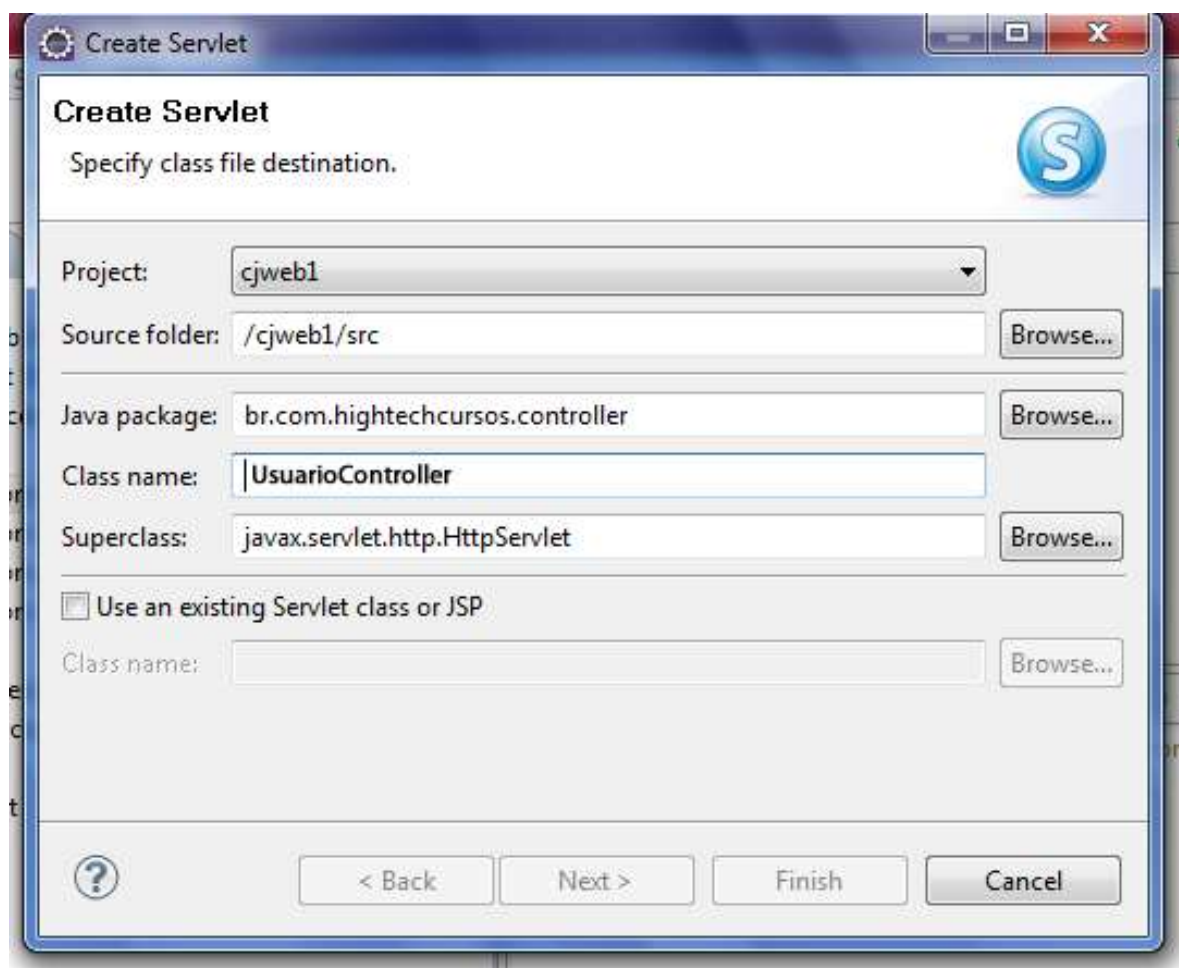 Create Servlet
Create Servlet
Specify class file destination.
S
Project: cjweb1
Source folder: /cjweb1/src Browse...
Java package: br.com.hightechcursos.controller Browse...
Class name: UsuarioController
Superclass: javax.servlet.http.HttpServlet Browse...
Use an existing Servlet class or JSP
Class name: Browse...
? < Back Next > Finish Cancel